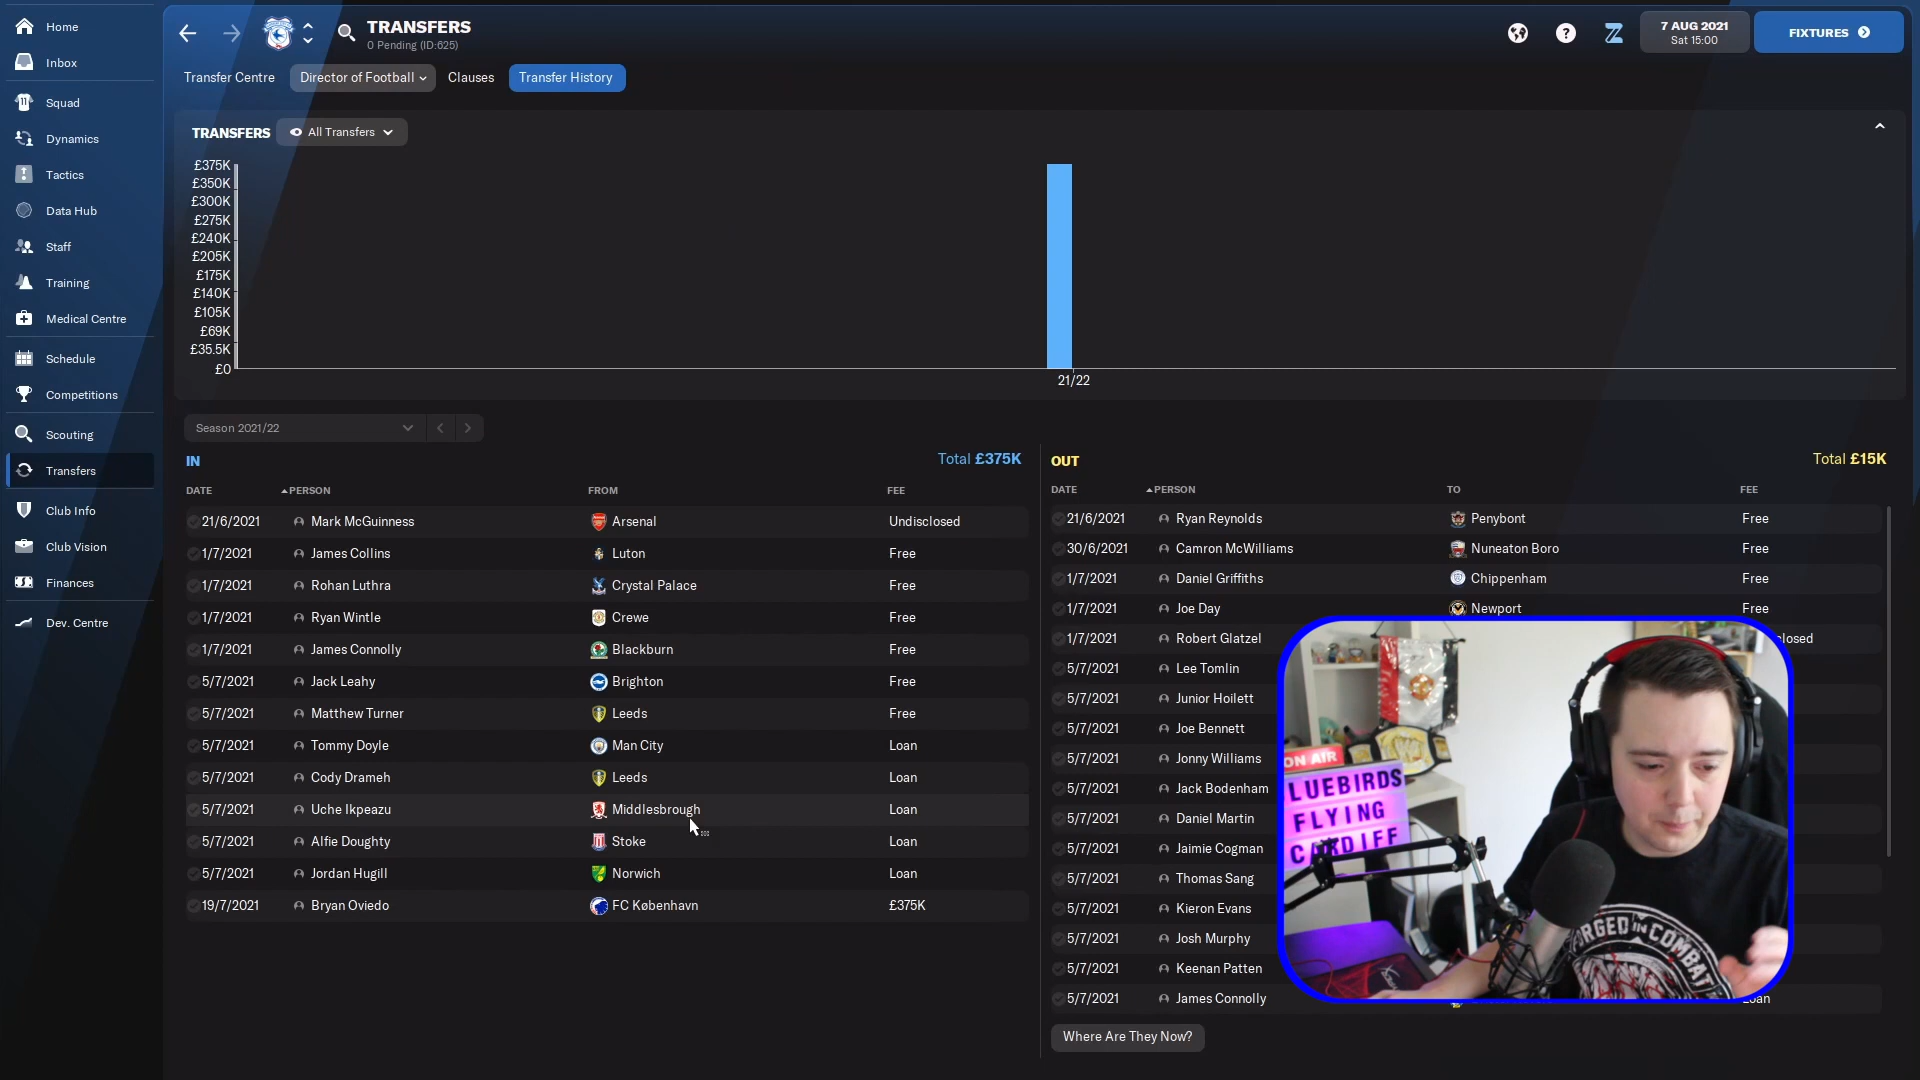 Home
Inbox
Squad
Dynamics
Tactics
Data Hub
Staff
Training
Medical Centre
Schedule
Competitions
Scouting
Transfers
Club Info
Club Vision
Finances
Dev. Centre
TRANSFERS
0 Pending (ID:625)
7 AUG 2021
Sat 15:00
FIXTURES
Transfer Centre Director of Football Clauses Transfer History
TRANSFERS All Transfers
£375K
£350K
£300K
£275K
£240K
£205K
£175K
£140K
£105K
£69K
£35.5K
£0
21/22
Season 2021/22
IN Total £375K
DATE PERSON FROM FEE
21/6/2021 Mark McGuinness Arsenal Undisclosed
1/7/2021 James Collins Luton Free
1/7/2021 Rohan Luthra Crystal Palace Free
1/7/2021 Ryan Wintle Crewe Free
1/7/2021 James Connolly Blackburn Free
5/7/2021 Jack Leahy Brighton Free
5/7/2021 Matthew Turner Leeds Free
5/7/2021 Tommy Doyle Man City Loan
5/7/2021 Cody Drameh Leeds Loan
5/7/2021 Uche Ikpeazu Middlesbrough Loan
5/7/2021 Alfie Doughty Stoke Loan
5/7/2021 Jordan Hugill Norwich Loan
19/7/2021 Bryan Oviedo FC København £375K
OUT Total £15K
DATE PERSON TO FEE
21/6/2021 Ryan Reynolds Penybont Free
30/6/2021 Camron McWilliams Nuneaton Boro Free
1/7/2021 Daniel Griffiths Chippenham Free
1/7/2021 Joe Day Newport Free
1/7/2021 Robert Glatzel losed
5/7/2021 Lee Tomlin
5/7/2021 Junior Hoilett
5/7/2021 Joe Bennett
5/7/2021 Jonny Williams
5/7/2021 Jack Bodenham
5/7/2021 Daniel Martin
5/7/2021 Jaimie Cogman
5/7/2021 Thomas Sang
5/7/2021 Kieron Evans
5/7/2021 Josh Murphy
5/7/2021 Keenan Patten
5/7/2021 James Connolly Loan
Where Are They Now?
ON AIR
LUEBIRDS
FLYING
CARDIFF
ORGED IN COMBAT